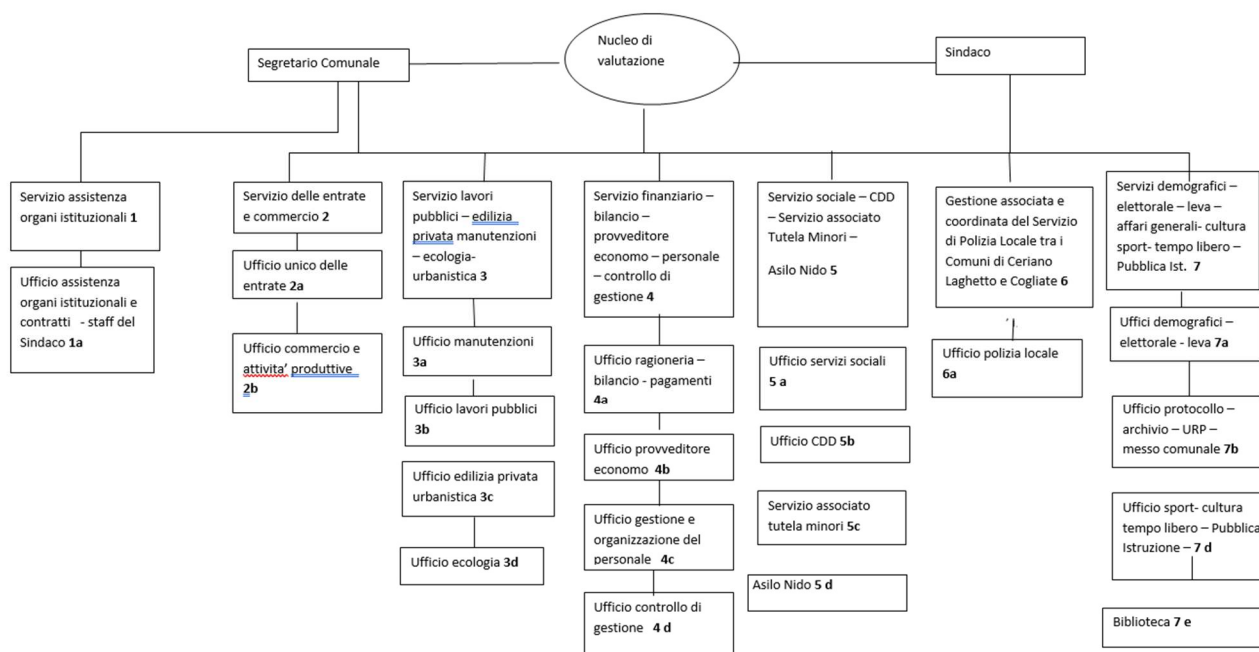 Nucleo di
valutazione
Segretario Comunale
Sindaco
Servizio assistenza
organi istituzionali 1
Ufficio assistenza
organi istituzionali e
contratti - staff del
Sindaco 1a
Servizio delle entrate
e commercio 2
Ufficio unico delle
entrate 2a
Ufficio commercio e
attivita’ produttive
2b
Servizio lavori
pubblici – edilizia
privata manutenzioni
– ecologia-
urbanistica 3
Ufficio manutenzioni
3a
Ufficio lavori pubblici
3b
Ufficio edilizia privata
urbanistica 3c
Ufficio ecologia 3d
Servizio finanziario –
bilancio –
provveditore
economo – personale
– controllo di
gestione 4
Ufficio ragioneria –
bilancio - pagamenti
4a
Ufficio provveditore
economo 4b
Ufficio gestione e
organizzazione del
personale 4c
Ufficio controllo di
gestione 4 d
Servizio sociale – CDD
– Servizio associato
Tutela Minori –
Asilo Nido 5
Ufficio servizi sociali
5 a
Ufficio CDD 5b
Servizio associato
tutela minori 5c
Asilo Nido 5 d
Gestione associata e
coordinata del Servizio
di Polizia Locale tra i
Comuni di Ceriano
Laghetto e Cogliate 6
Ufficio polizia locale
6a
Servizi demografici –
elettorale – leva –
affari generali- cultura
sport- tempo libero –
Pubblica Ist. 7
Uffici demografici –
elettorale - leva 7a
Ufficio protocollo –
archivio – URP –
messo comunale 7b
Ufficio sport- cultura
tempo libero – Pubblica
Istruzione – 7 d
Biblioteca 7 e